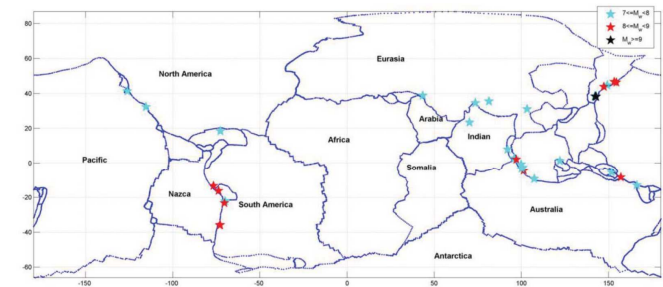 7<=Mw<8
8<=Mw<9
Mw>=9
80
60
40
20
0
-20
-40
-60
North America
Eurasia
Arabia
Indian
Africa
Pacific
Somalia
Nazca
South America
Australia
Antarctica
-150
-100
-50
0
50
100
150